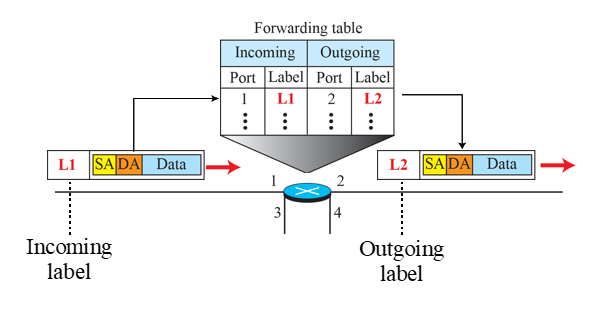 Forwarding table
Incoming Outgoing
Port Label Port Label
1 L1 2 L2
L1 SA DA Data
L2 SA DA Data
1 2
3 4
Incoming
label
Outgoing
label